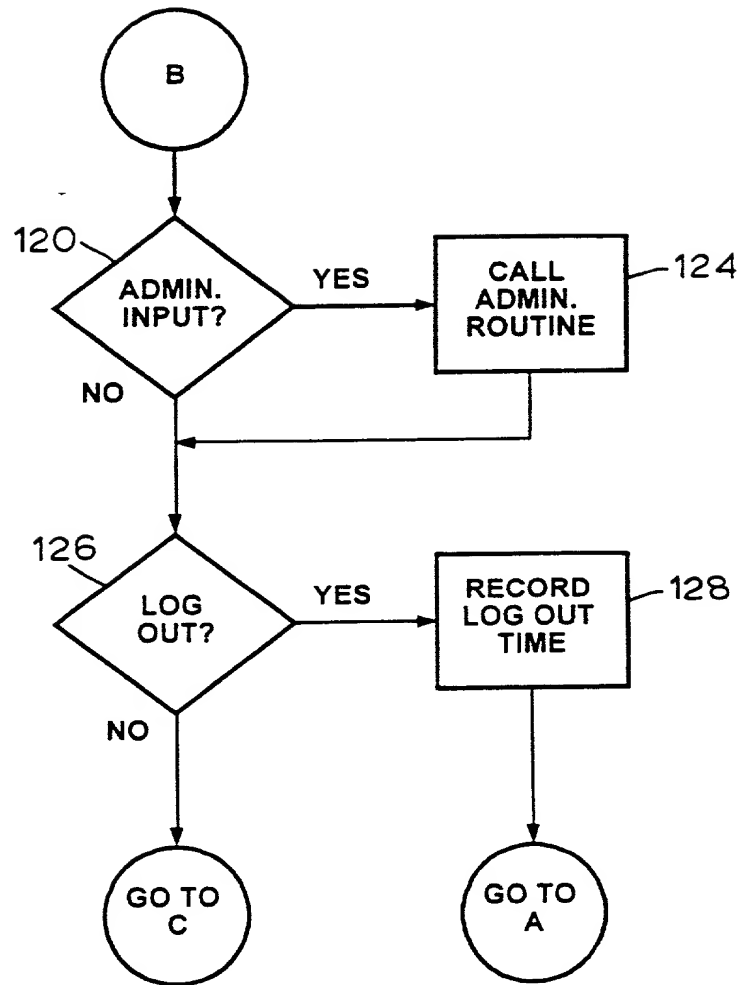 B
120
ADMIN.
INPUT?
YES
CALL
ADMIN.
ROUTINE
124
NO
126
LOG
OUT?
YES
RECORD
LOG OUT
TIME
128
NO
GO TO
C
GO TO
A